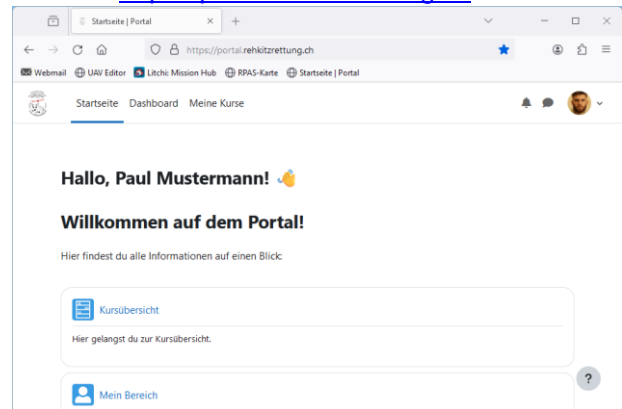 Startseite | Portal
https://portal.rehkitzrettung.ch
Webmail UAV Editor Litchi: Mission Hub RPAS-Karte Startseite | Portal
Startseite Dashboard Meine Kurse
Hallo, Paul Mustermann!
Willkommen auf dem Portal!
Hier findest du alle Informationen auf einen Blick:
Kursübersicht
Hier gelangst du zur Kursübersicht.
?
Mein Bereich